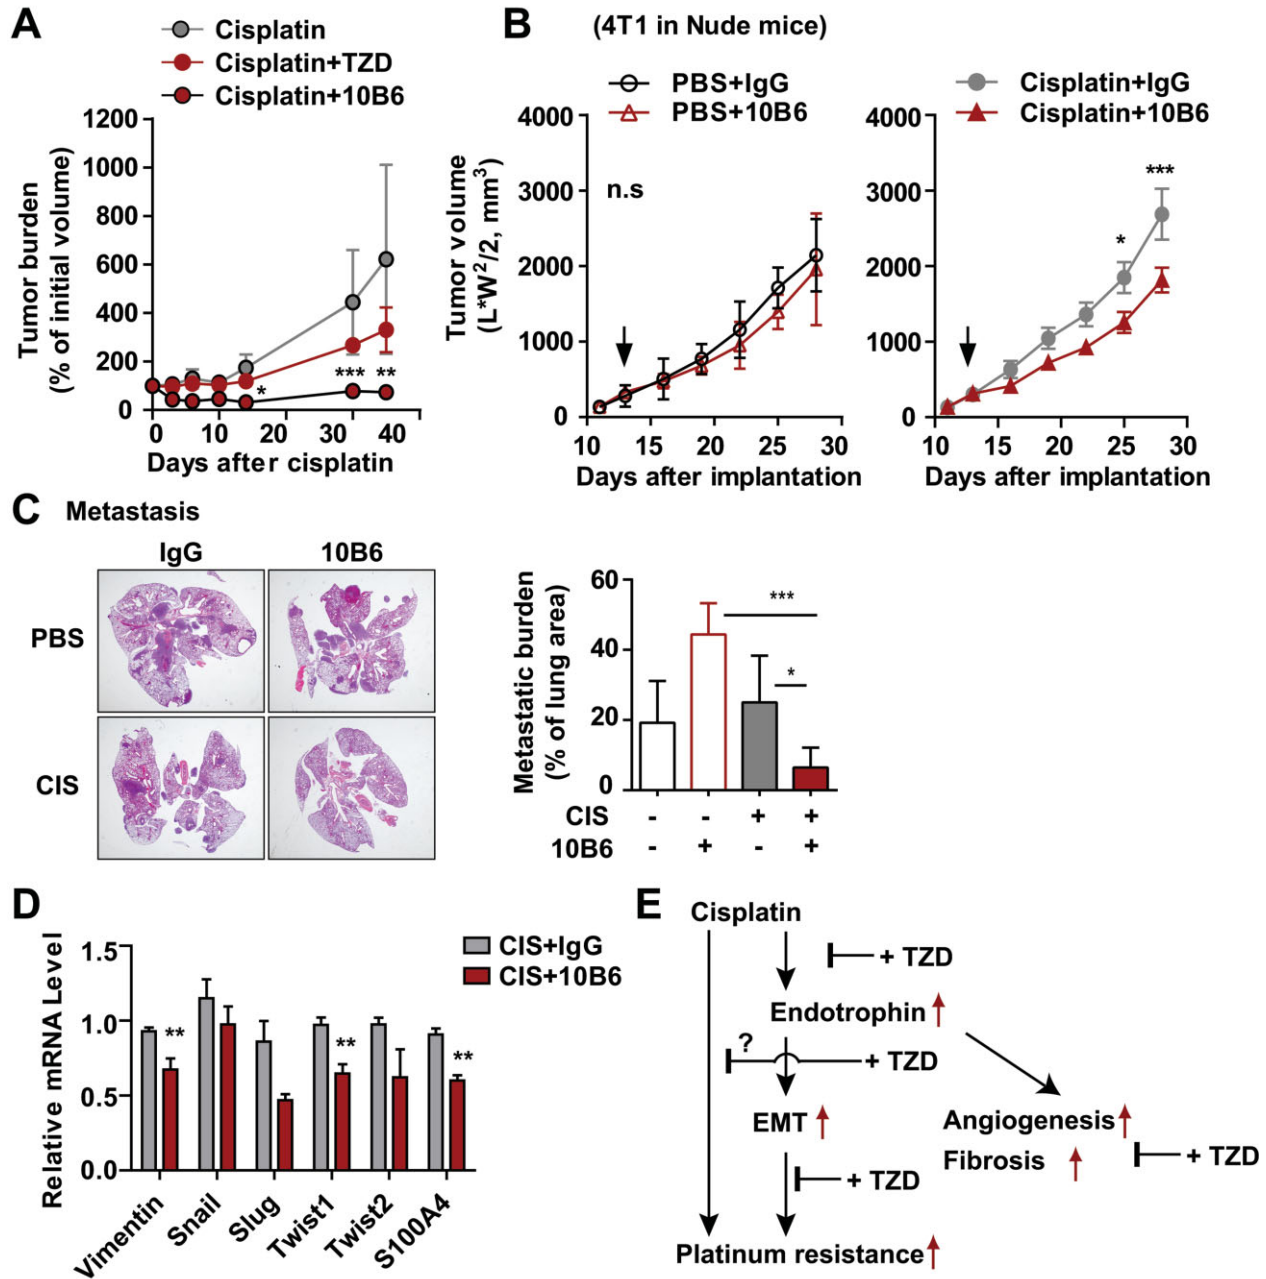 A
Cisplatin
Cisplatin+TZD
Cisplatin+10B6
Tumor burden
(% of initial volume)
1200
1000
800
600
400
200
0
*
***
**
0 10 20 30 40
Days after cisplatin
B
(4T1 in Nude mice)
PBS+IgG
PBS+10B6
Tumor volume
(L*W²/2, mm³)
4000
3000
2000
1000
0
n.s
10 15 20 25 30
Days after implantation
Cisplatin+IgG
Cisplatin+10B6
4000
3000
2000
1000
0
*
***
10 15 20 25 30
Days after implantation
C
Metastasis
IgG 10B6
PBS
CIS
Metastatic burden
(% of lung area)
60
40
20
0
***
*
CIS - - + +
10B6 - + - +
D
Relative mRNA Level
1.5
1.0
0.5
0.0
CIS+IgG
CIS+10B6
**
**
**
Vimentin
Snail
Slug
Twist1
Twist2
S100A4
E
Cisplatin
+ TZD
Endotrophin
?
+ TZD
EMT
Angiogenesis
Fibrosis
+ TZD
+ TZD
Platinum resistance